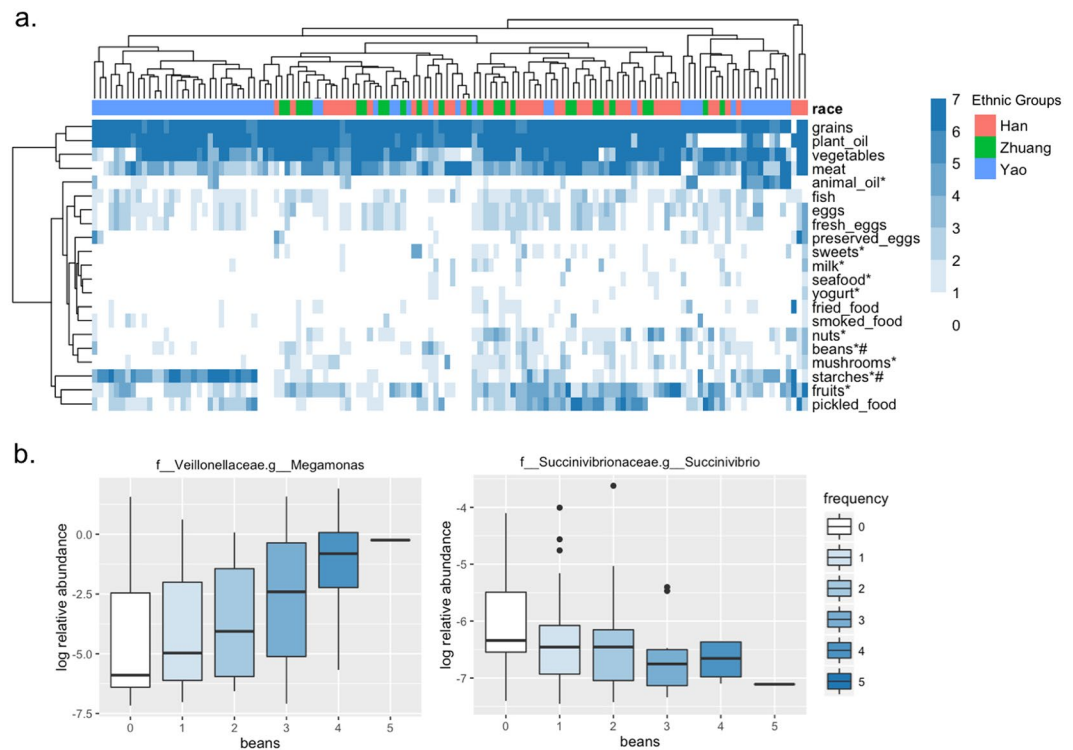 a.
race
grains
plant_oil
vegetables
meat
animal_oil*
fish
eggs
fresh_eggs
preserved_eggs
sweets*
milk*
seafood*
yogurt*
fried_food
smoked_food
nuts*
beans*#
mushrooms*
starches*#
fruits*
pickled_food
7
6
5
4
3
2
1
0
Ethnic Groups
Han
Zhuang
Yao
b.
f__Veillonellaceae.g__Megamonas
log relative abundance
0.0
-2.5
-5.0
-7.5
0 1 2 3 4 5
beans
f__Succinivibrionaceae.g__Succinivibrio
log relative abundance
-4
-5
-6
-7
0 1 2 3 4 5
beans
frequency
0
1
2
3
4
5